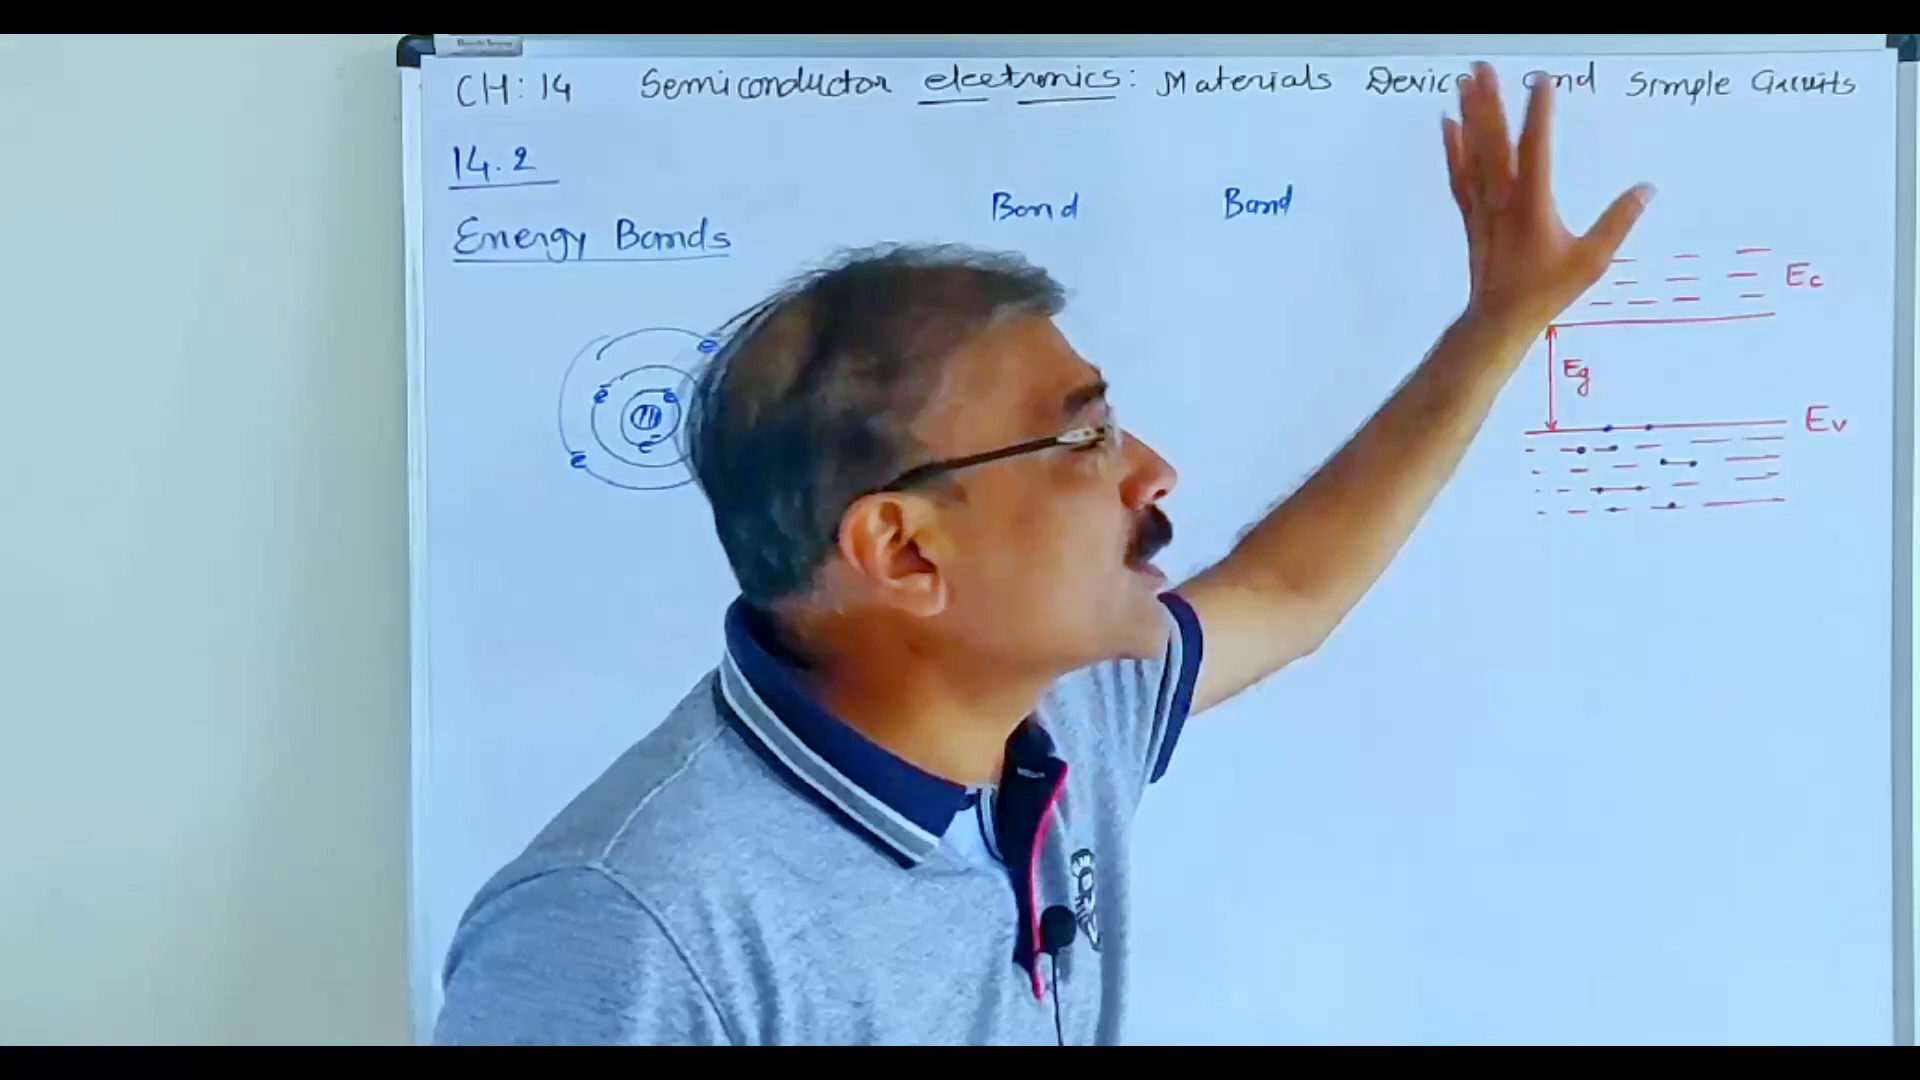 CH: 14 Semiconductor electronics: Materials Devices and Simple Circuits
14.2
Bond Band
Energy Bands
Ec
Eg
Ev
e
e e
e
e